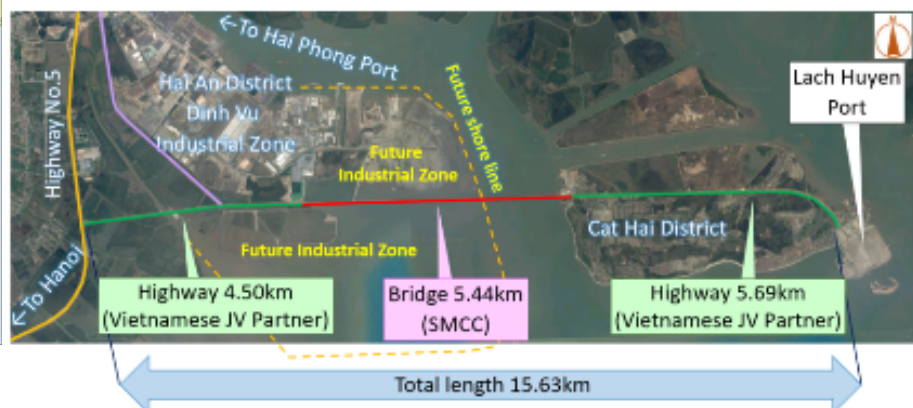 ←To Hai Phong Port
Highway No.5
Hai An District
Dinh Vu
Industrial Zone
Future
Industrial Zone
Future shore line
Lach Huyen
Port
Future Industrial Zone
Cat Hai District
←To Hanoi
Highway 4.50km
(Vietnamese JV Partner)
Bridge 5.44km
(SMCC)
Highway 5.69km
(Vietnamese JV Partner)
Total length 15.63km